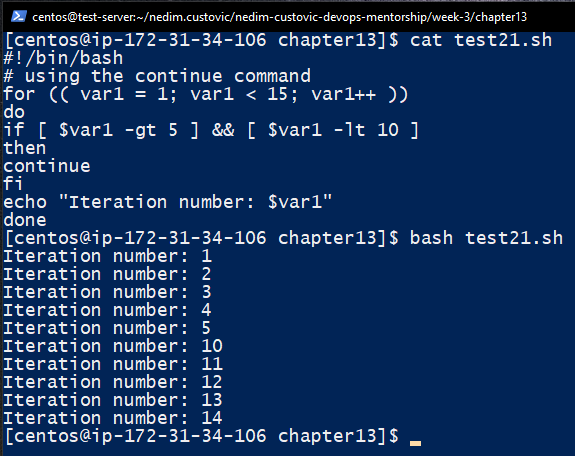 centos@test-server:~/nedim.custovic/nedim-custovic-devops-mentorship/week-3/chapter13
[centos@ip-172-31-34-106 chapter13]$ cat test21.sh
#!/bin/bash
# using the continue command
for (( var1 = 1; var1 < 15; var1++ ))
do
if [ $var1 -gt 5 ] && [ $var1 -lt 10 ]
then
continue
fi
echo "Iteration number: $var1"
done
[centos@ip-172-31-34-106 chapter13]$ bash test21.sh
Iteration number: 1
Iteration number: 2
Iteration number: 3
Iteration number: 4
Iteration number: 5
Iteration number: 10
Iteration number: 11
Iteration number: 12
Iteration number: 13
Iteration number: 14
[centos@ip-172-31-34-106 chapter13]$